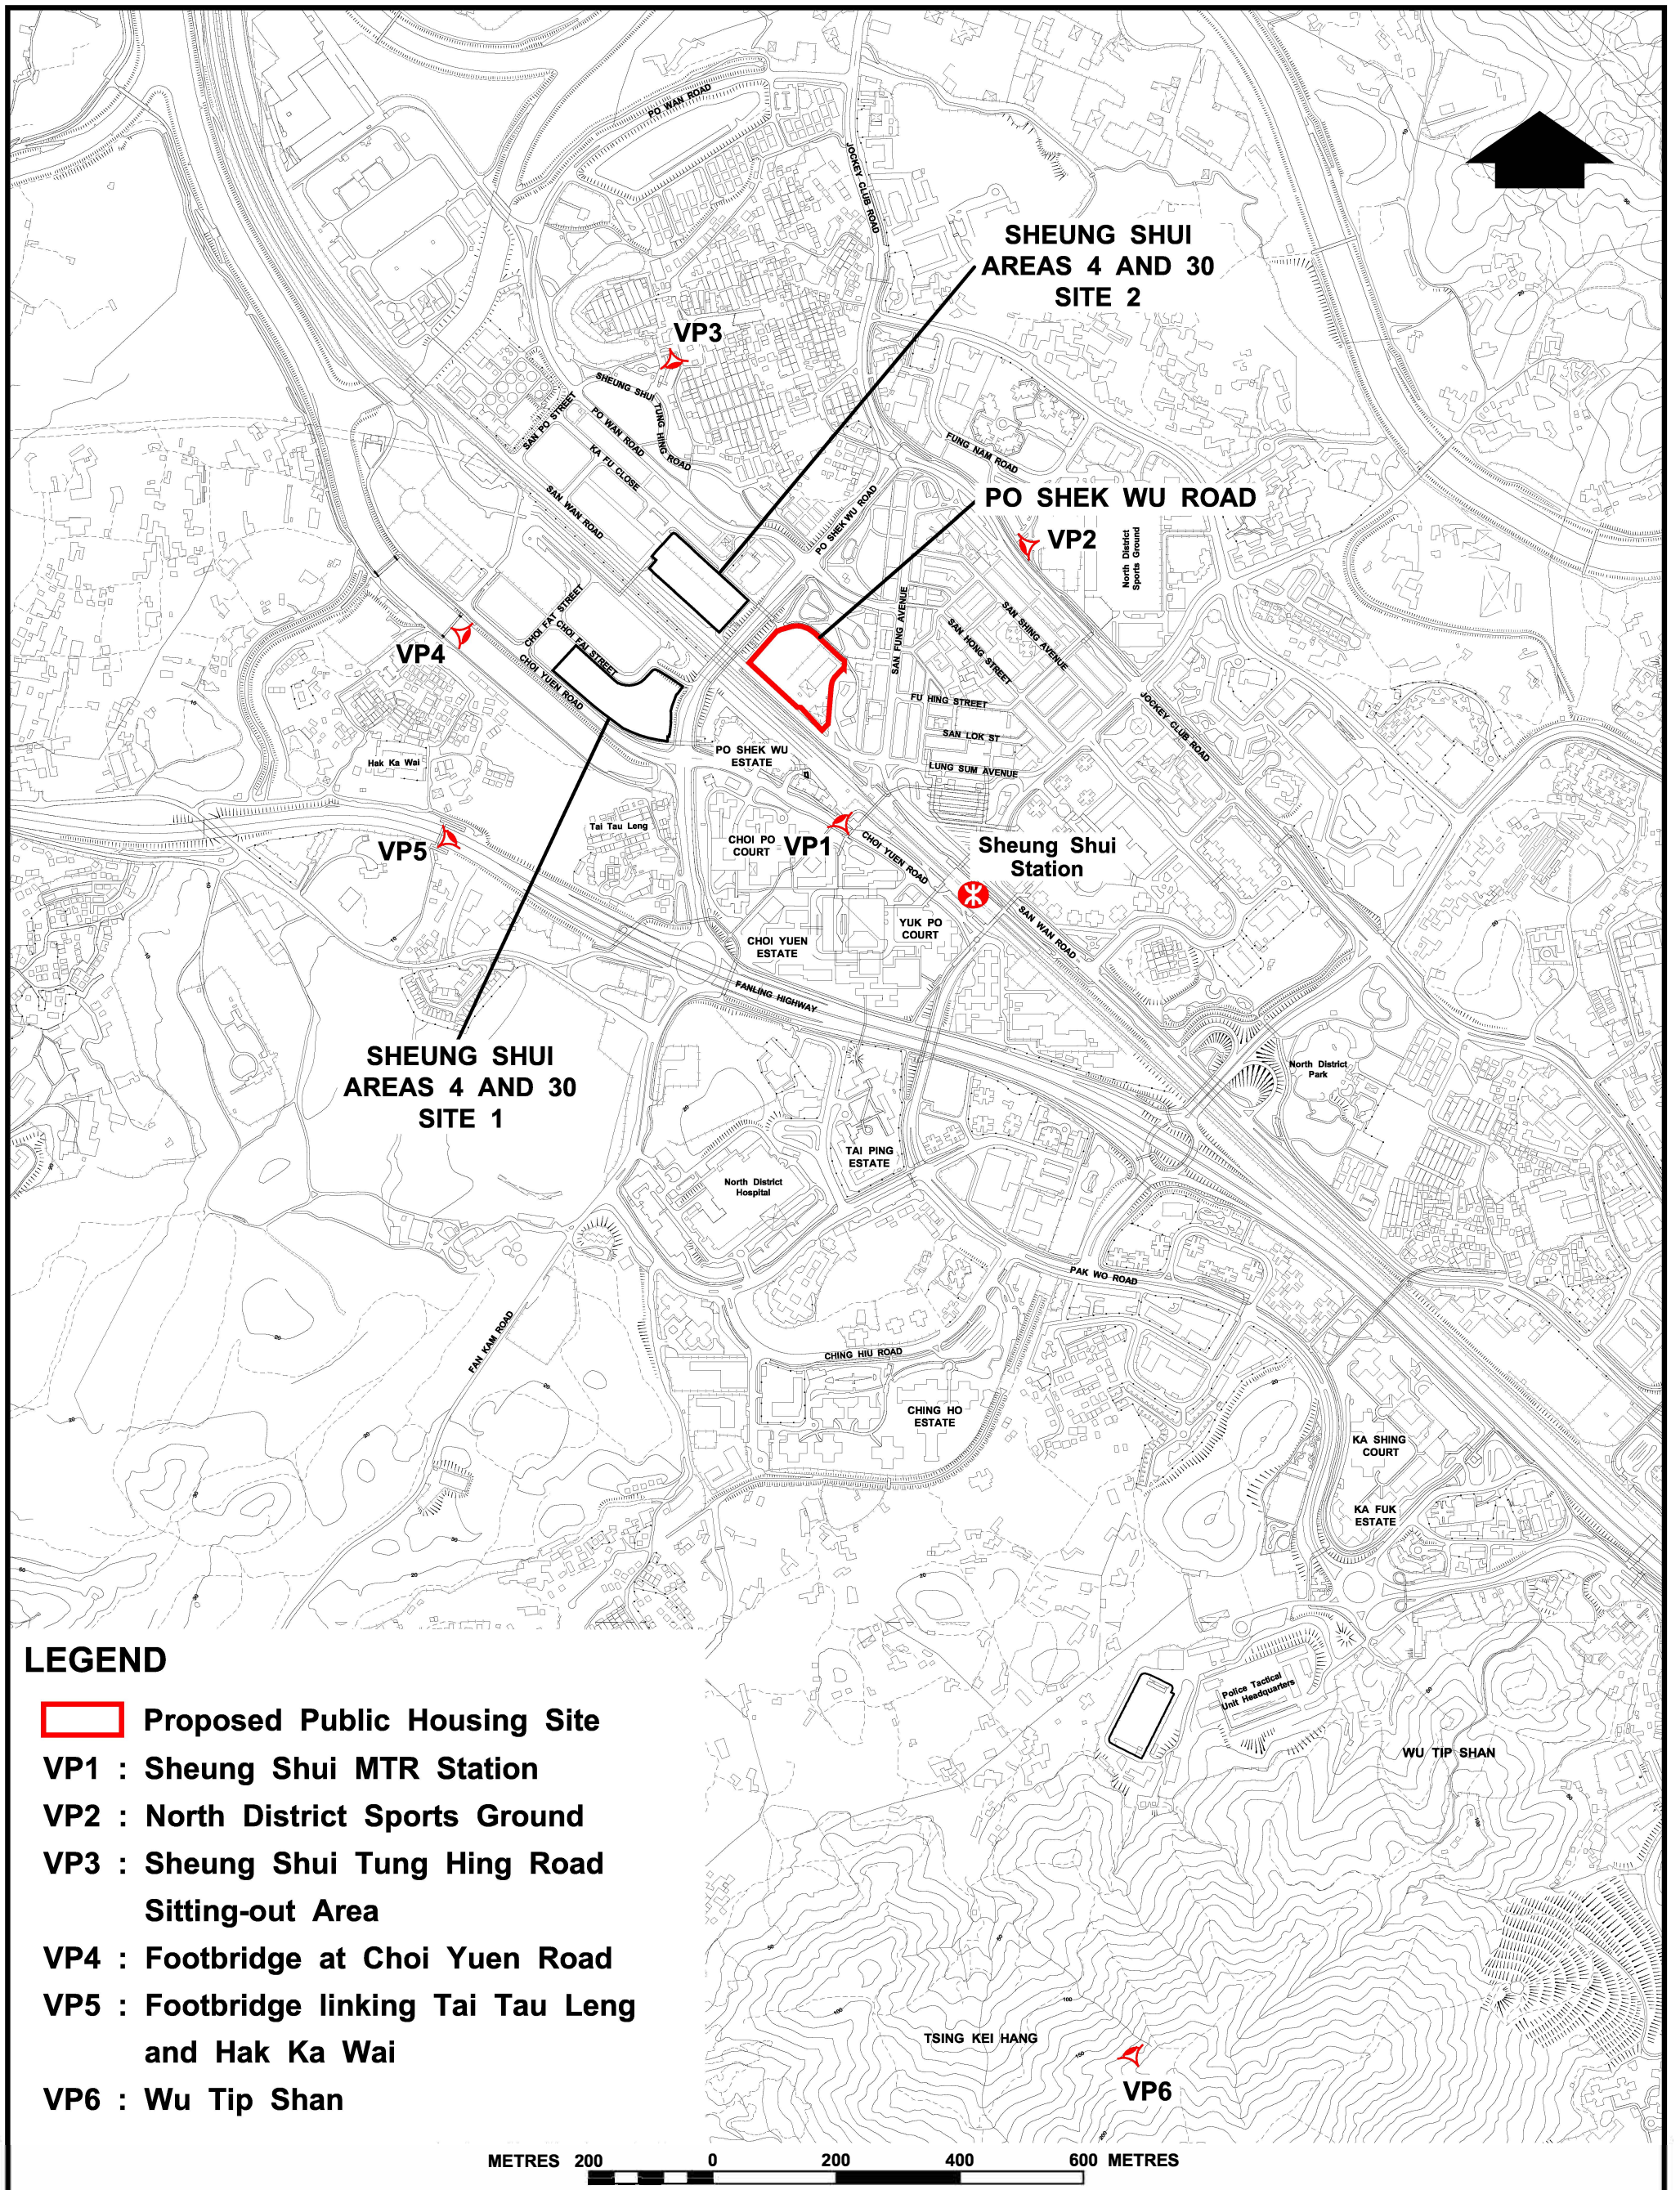 PO WAN ROAD
JOCKEY CLUB ROAD
SHEUNG SHUI
AREAS 4 AND 30
SITE 2
VP3
SHEUNG SHUI TUNG HING ROAD
SAN PO STREET
PO WAN ROAD
KA FU CLOSE
SAN WAN ROAD
FUNG NAM ROAD
PO SHEK WU ROAD
PO SHEK WU ROAD
VP2
North District
Sports Ground
CHOI FAT STREET
CHOI FAI STREET
CHOI YUEN ROAD
VP4
SAN FUNG AVENUE
SAN SHING AVENUE
SAN HONG STREET
FU HING STREET
SAN LOK ST
LUNG SUM AVENUE
JOCKEY CLUB ROAD
PO SHEK WU
ESTATE
Hak Ka Wai
Tai Tau Leng
VP5
CHOI PO
COURT
VP1
CHOI YUEN ROAD
Sheung Shui
Station
YUK PO
COURT
SAN WAN ROAD
CHOI YUEN
ESTATE
FANLING HIGHWAY
SHEUNG SHUI
AREAS 4 AND 30
SITE 1
North District
Park
TAI PING
ESTATE
North District
Hospital
PAK WO ROAD
FAN KAM ROAD
CHING HIU ROAD
CHING HO
ESTATE
KA SHING
COURT
KA FUK
ESTATE
Police Tactical
Unit Headquarters
WU TIP SHAN
TSING KEI HANG
VP6
LEGEND
Proposed Public Housing Site
VP1 : Sheung Shui MTR Station
VP2 : North District Sports Ground
VP3 : Sheung Shui Tung Hing Road
Sitting-out Area
VP4 : Footbridge at Choi Yuen Road
VP5 : Footbridge linking Tai Tau Leng
and Hak Ka Wai
VP6 : Wu Tip Shan
METRES 200 0 200 400 600 METRES